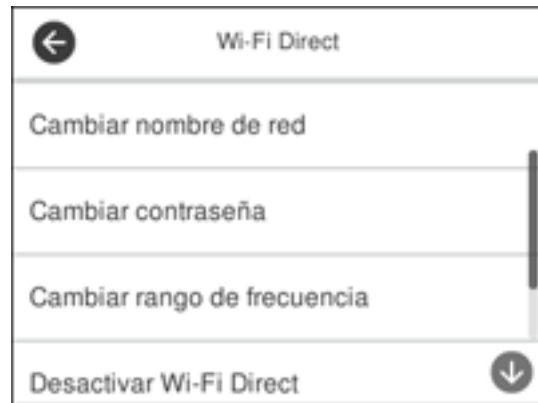 Wi-Fi Direct
Cambiar nombre de red
Cambiar contraseña
Cambiar rango de frecuencia
Desactivar Wi-Fi Direct